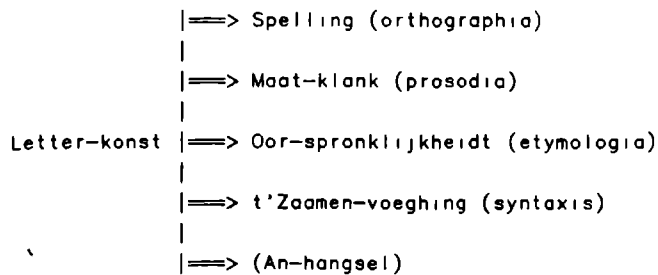 Spelling (orthographia)
Maat-klank (prosodia)
Letter-konst Oor-spronklijkheidt (etymologia)
t'Zaamen-voeghing (syntaxis)
(An-hangsel)